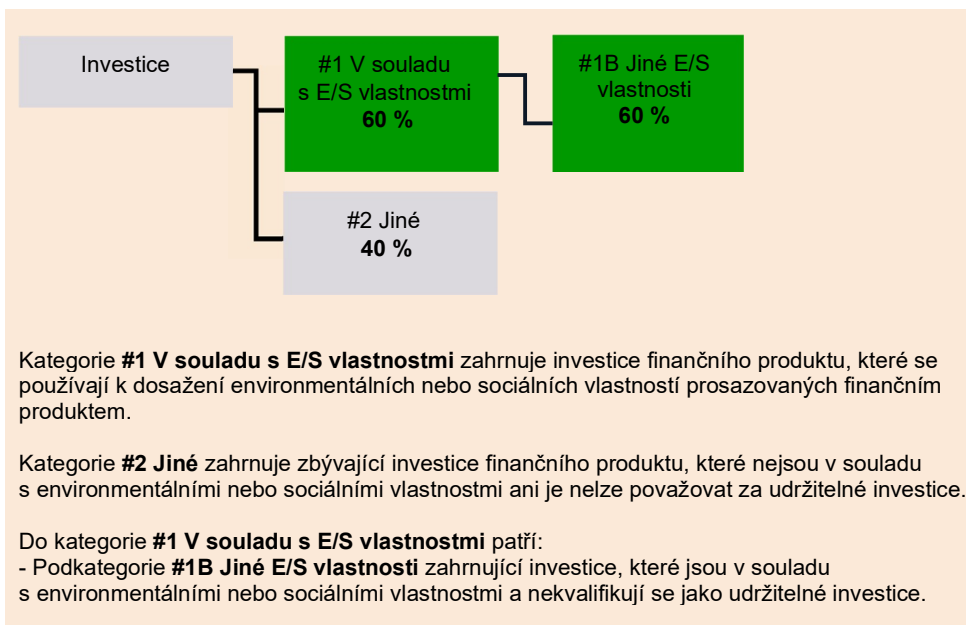 Investice
#1 V souladu
s E/S vlastnostmi
60 %
#1B Jiné E/S
vlastnosti
60 %
#2 Jiné
40 %
Kategorie #1 V souladu s E/S vlastnostmi zahrnuje investice finančního produktu, které se
používají k dosažení environmentálních nebo sociálních vlastností prosazovaných finančním
produktem.
Kategorie #2 Jiné zahrnuje zbývající investice finančního produktu, které nejsou v souladu
s environmentálními nebo sociálními vlastnostmi ani je nelze považovat za udržitelné investice.
Do kategorie #1 V souladu s E/S vlastnostmi patří:
- Podkategorie #1B Jiné E/S vlastnosti zahrnující investice, které jsou v souladu
s environmentálními nebo sociálními vlastnostmi a nekvalifikují se jako udržitelné investice.